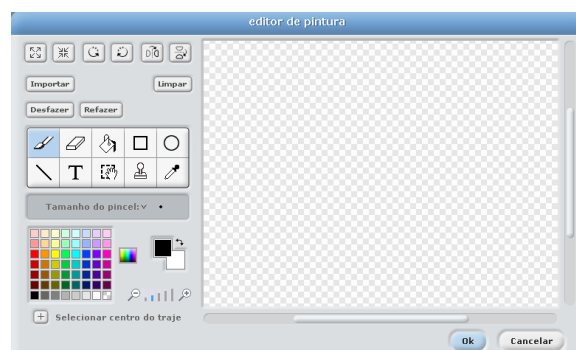 editor de pintura
Importar
Limpar
Desfazer
Refazer
T
Tamanho do pincel:
Selecionar centro do traje
Ok
Cancelar